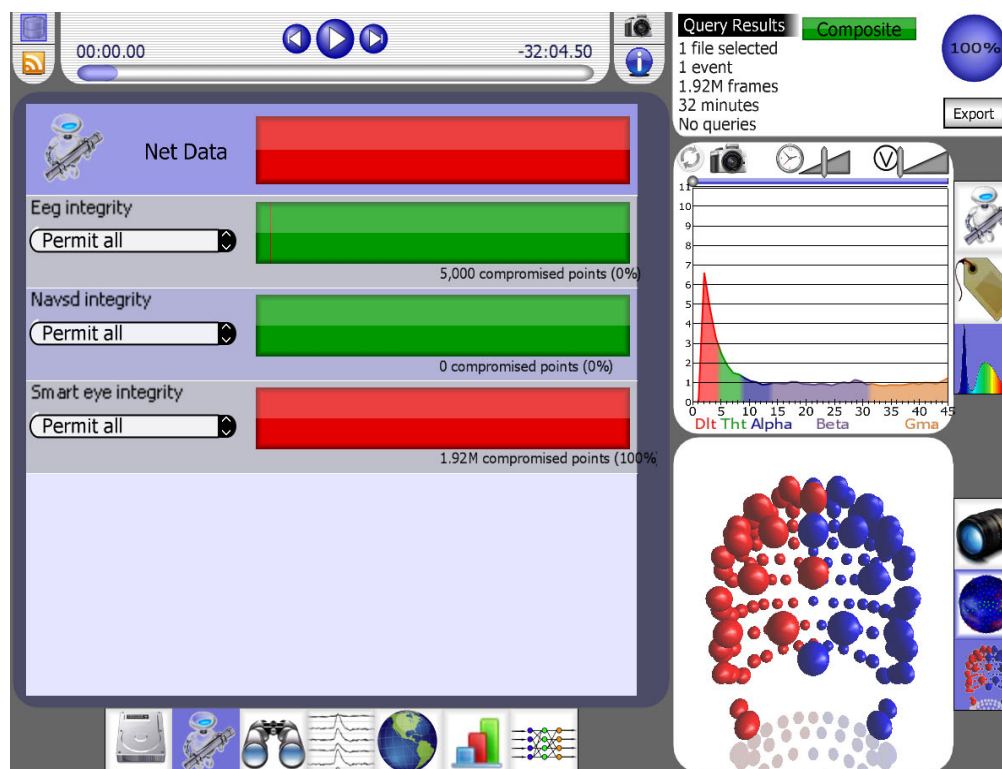 00:00.00
-32:04.50
Query Results
Composite
1 file selected
1 event
1.92M frames
32 minutes
No queries
100%
Export
Net Data
Eeg integrity
Permit all
5,000 compromised points (0%)
Navsd integrity
Permit all
0 compromised points (0%)
Smart eye integrity
Permit all
1.92M compromised points (100%
V
11
10
9
8
7
6
5
4
3
2
1
0
0 5 10 15 20 25 30 35 40 45
Dlt Tht Alpha Beta Gma